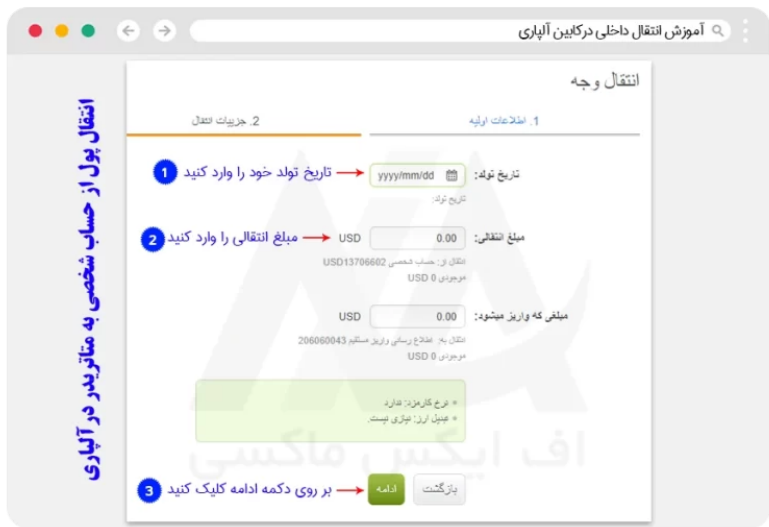 آموزش انتقال داخلی درکابین آلپاری
انتقال پول از حساب شخصی به متاتریدر در آلپاری
انتقال وجه
1. اطلاعات اولیه
2. جزییات انتقال
تاریخ تولد: yyyy/mm/dd تاریخ تولد خود را وارد کنید 1
تاریخ تولد:
مبلغ انتقالی: 0.00 USD مبلغ انتقالی را وارد کنید 2
انتقال از: حساب شخصی USD13706602
موجودی 0 USD
مبلغی که واریز میشود: 0.00 USD
انتقال به: اطلاع رسانی واریز مستقیم 206060043
موجودی 0 USD
نرخ کارمزد: ندارد
تبدیل ارز: نیازی نیست.
اف ایکس ماکسی
بازگشت ادامه بر روی دکمه ادامه کلیک کنید 3